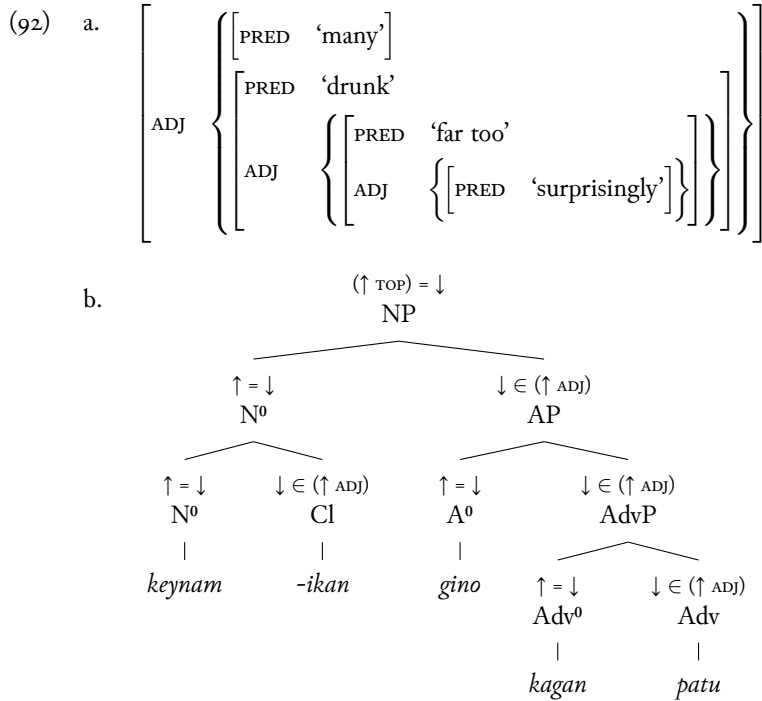 (92) a.
[PRED ‘many’]
PRED ‘drunk’
ADJ
PRED ‘far too’
ADJ
ADJ {[PRED ‘surprisingly’]}
b.
(↑ TOP) = ↓
NP
↑ = ↓ ↓ ∈ (↑ ADJ)
N⁰ AP
↑ = ↓ ↓ ∈ (↑ ADJ) ↑ = ↓ ↓ ∈ (↑ ADJ)
N⁰ Cl A⁰ AdvP
keynam -ikan gino
↑ = ↓ ↓ ∈ (↑ ADJ)
Adv⁰ Adv
kagan patu